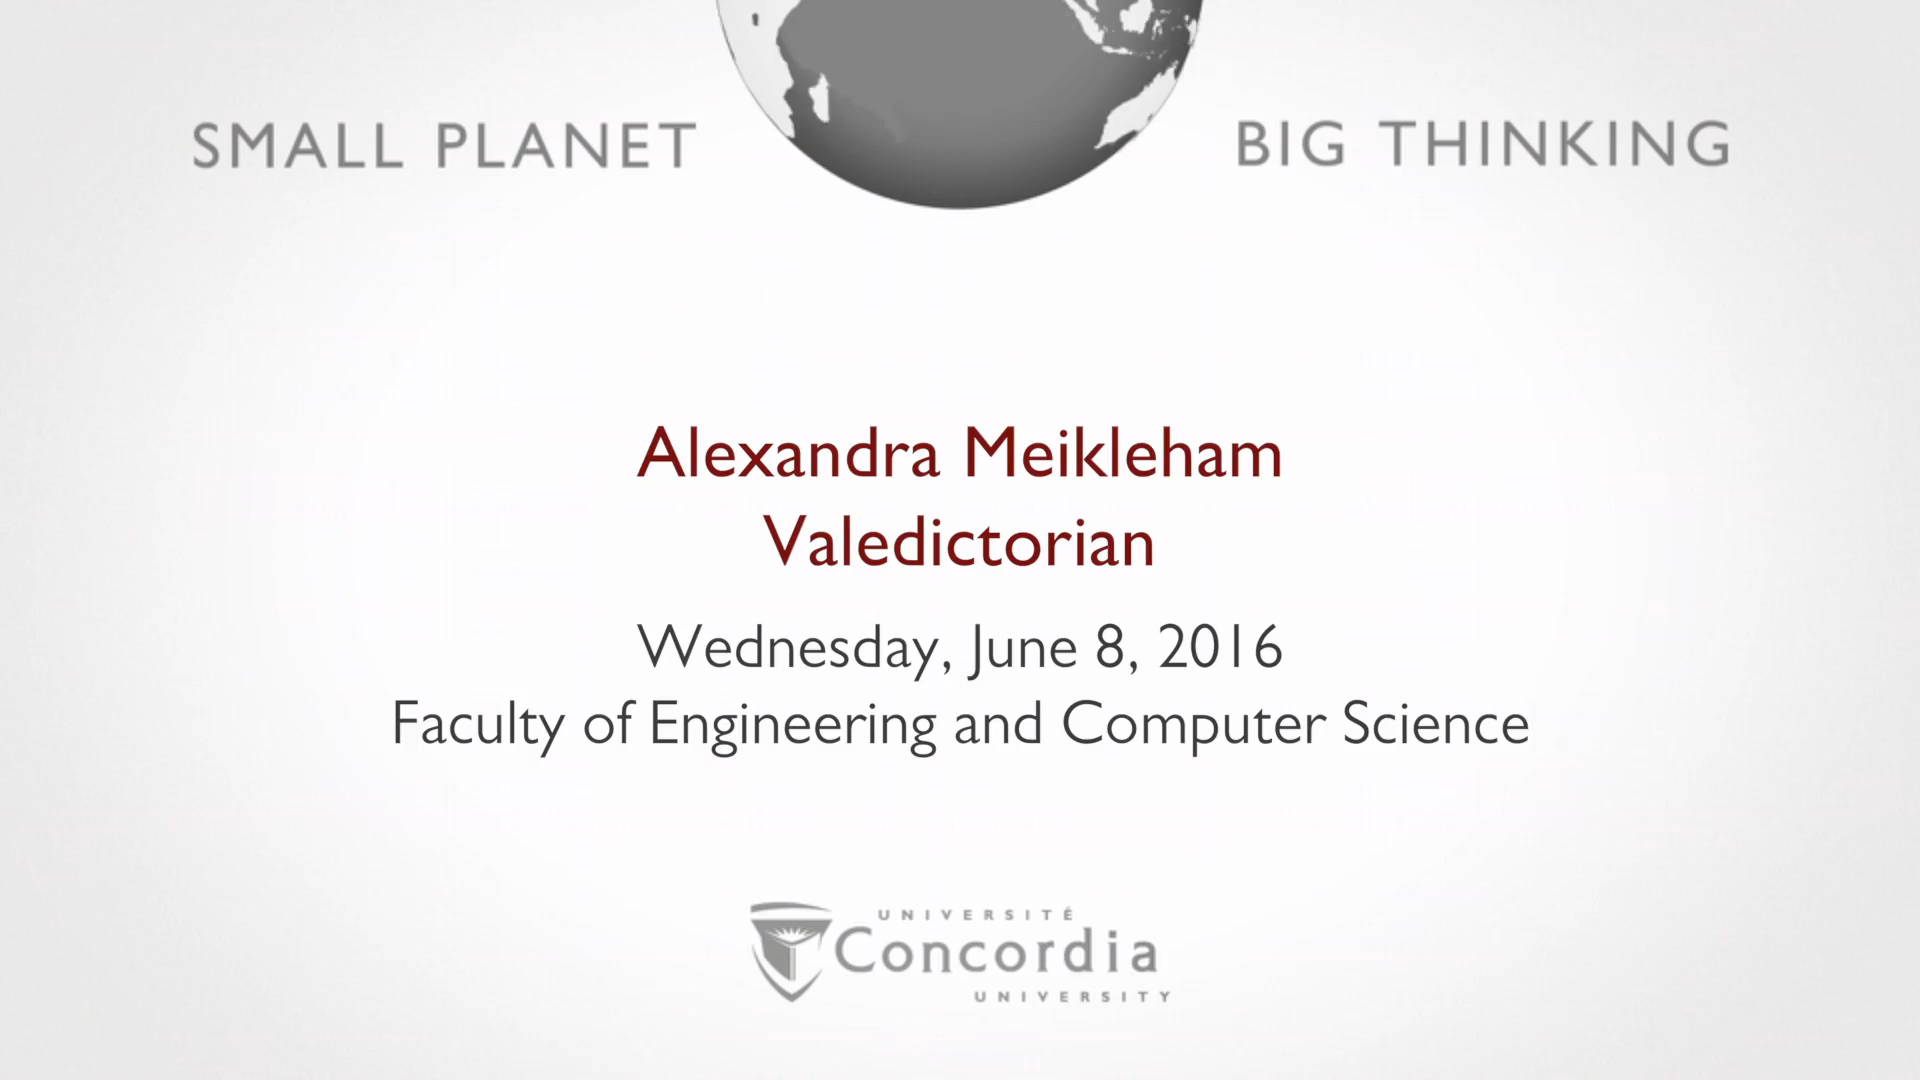 SMALL PLANET BIG THINKING
Alexandra Meikleham
Valedictorian
Wednesday, June 8, 2016
Faculty of Engineering and Computer Science
UNIVERSITÉ
Concordia
UNIVERSITY